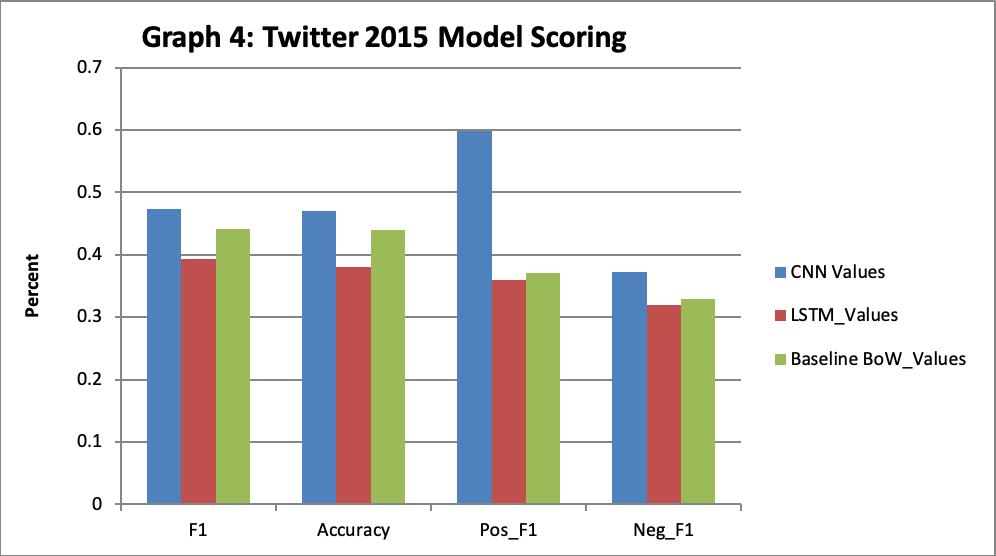 Graph 4: Twitter 2015 Model Scoring
0.7
0.6
0.5
0.4
0.3
0.2
0.1
0
Percent
F1 Accuracy Pos_F1 Neg_F1
CNN Values
LSTM_Values
Baseline BoW_Values